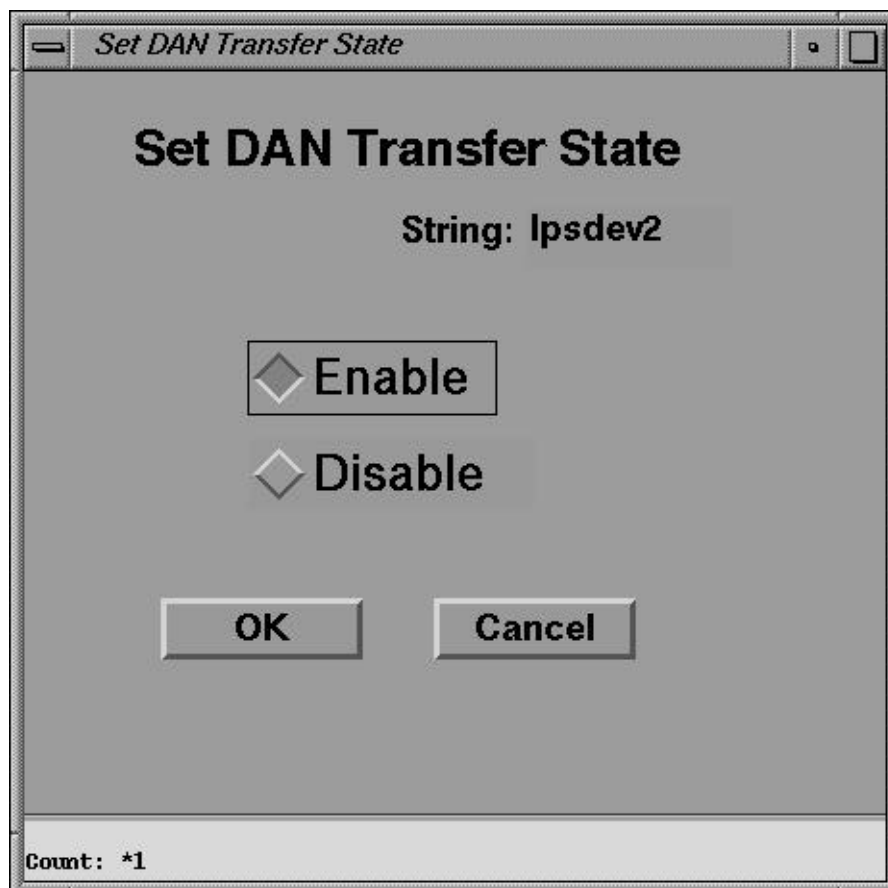 Set DAN Transfer State
Set DAN Transfer State
String: lpsdev2
Enable
Disable
OK Cancel
Count: *1